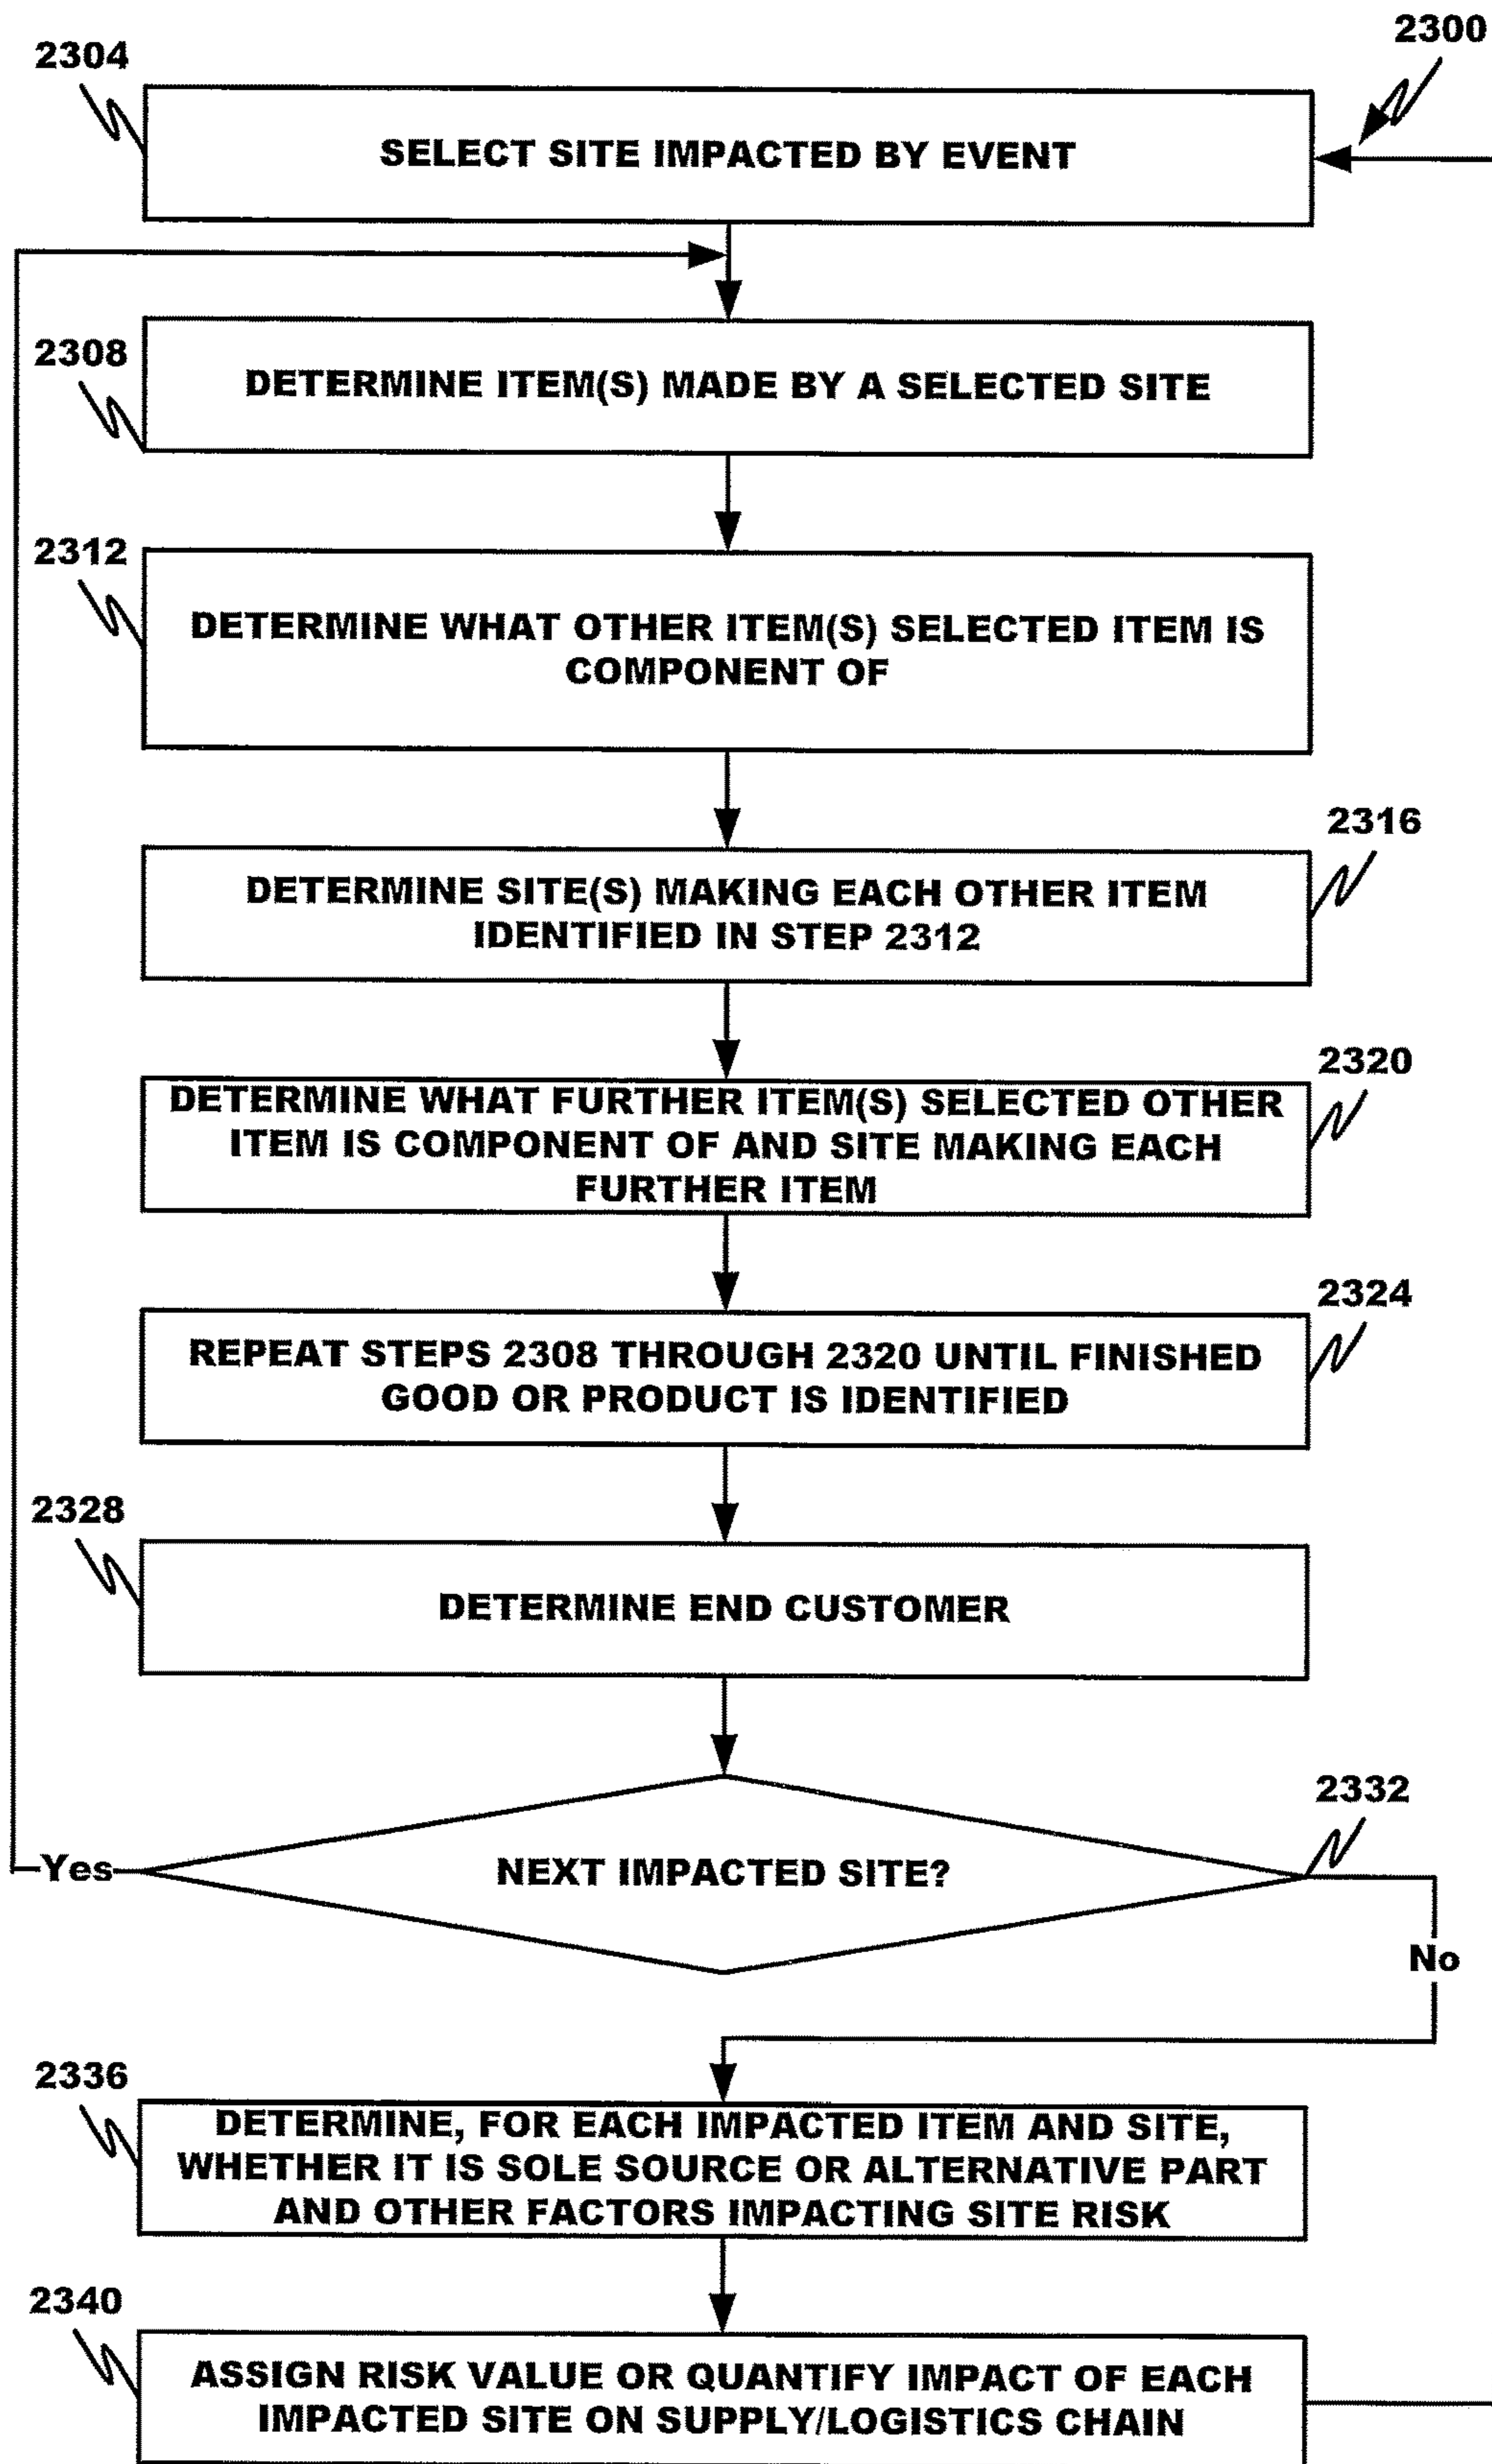 2300
2304
SELECT SITE IMPACTED BY EVENT
2308
DETERMINE ITEM(S) MADE BY A SELECTED SITE
2312
DETERMINE WHAT OTHER ITEM(S) SELECTED ITEM IS
COMPONENT OF
2316
DETERMINE SITE(S) MAKING EACH OTHER ITEM
IDENTIFIED IN STEP 2312
2320
DETERMINE WHAT FURTHER ITEM(S) SELECTED OTHER
ITEM IS COMPONENT OF AND SITE MAKING EACH
FURTHER ITEM
2324
REPEAT STEPS 2308 THROUGH 2320 UNTIL FINISHED
GOOD OR PRODUCT IS IDENTIFIED
2328
DETERMINE END CUSTOMER
2332
Yes
NEXT IMPACTED SITE?
No
2336
DETERMINE, FOR EACH IMPACTED ITEM AND SITE,
WHETHER IT IS SOLE SOURCE OR ALTERNATIVE PART
AND OTHER FACTORS IMPACTING SITE RISK
2340
ASSIGN RISK VALUE OR QUANTIFY IMPACT OF EACH
IMPACTED SITE ON SUPPLY/LOGISTICS CHAIN